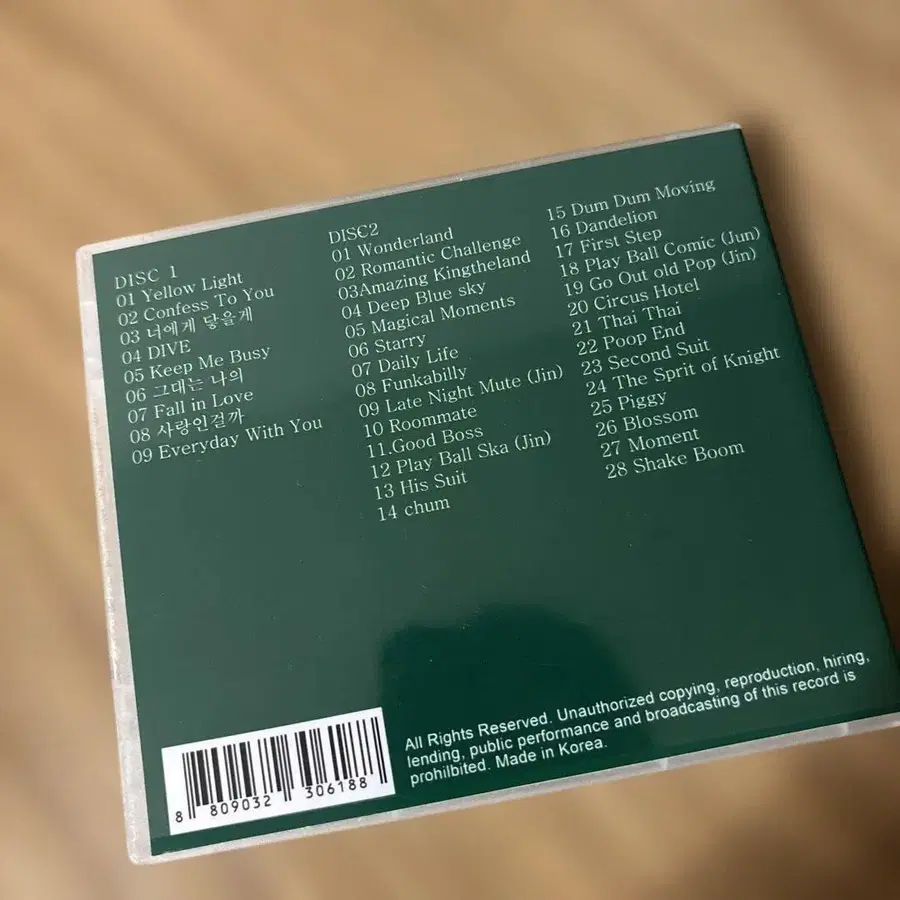 DISC 1
01 Yellow Light
02 Confess To You
03 너에게 닿을게
04 DIVE
05 Keep Me Busy
06 그대는 나의
07 Fall in Love
08 사랑인걸까
09 Everyday With You
DISC2
01 Wonderland
02 Romantic Challenge
03Amazing Kingtheland
04 Deep Blue sky
05 Magical Moments
06 Starry
07 Daily Life
08 Funkabilly
09 Late Night Mute (Jin)
10 Roommate
11.Good Boss
12 Play Ball Ska (Jin)
13 His Suit
14 chum
15 Dum Dum Moving
16 Dandelion
17 First Step
18 Play Ball Comic (Jun)
19 Go Out old Pop (Jin)
20 Circus Hotel
21 Thai Thai
22 Poop End
23 Second Suit
24 The Sprit of Knight
25 Piggy
26 Blossom
27 Moment
28 Shake Boom
8 809032 306188
All Rights Reserved. Unauthorized copying, reproduction, hiring,
lending, public performance and broadcasting of this record is
prohilbited. Made in Korea.